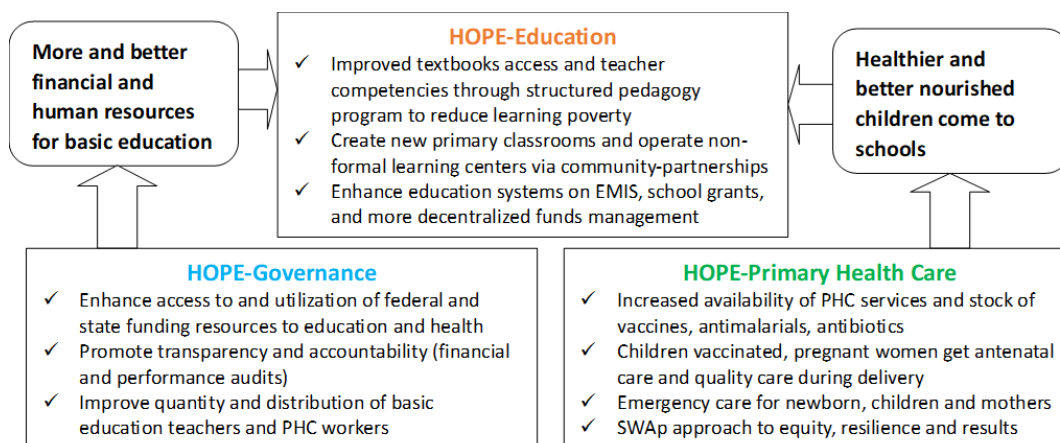 More and better
financial and
human resources
for basic education
HOPE-Education
✓ Improved textbooks access and teacher
competencies through structured pedagogy
program to reduce learning poverty
✓ Create new primary classrooms and operate non-
formal learning centers via community-partnerships
✓ Enhance education systems on EMIS, school grants,
and more decentralized funds management
Healthier and
better nourished
children come to
schools
HOPE-Governance
✓ Enhance access to and utilization of federal and
state funding resources to education and health
✓ Promote transparency and accountability (financial
and performance audits)
✓ Improve quantity and distribution of basic
education teachers and PHC workers
HOPE-Primary Health Care
✓ Increased availability of PHC services and stock of
vaccines, antimalarials, antibiotics
✓ Children vaccinated, pregnant women get antenatal
care and quality care during delivery
✓ Emergency care for newborn, children and mothers
✓ SWAp approach to equity, resilience and results